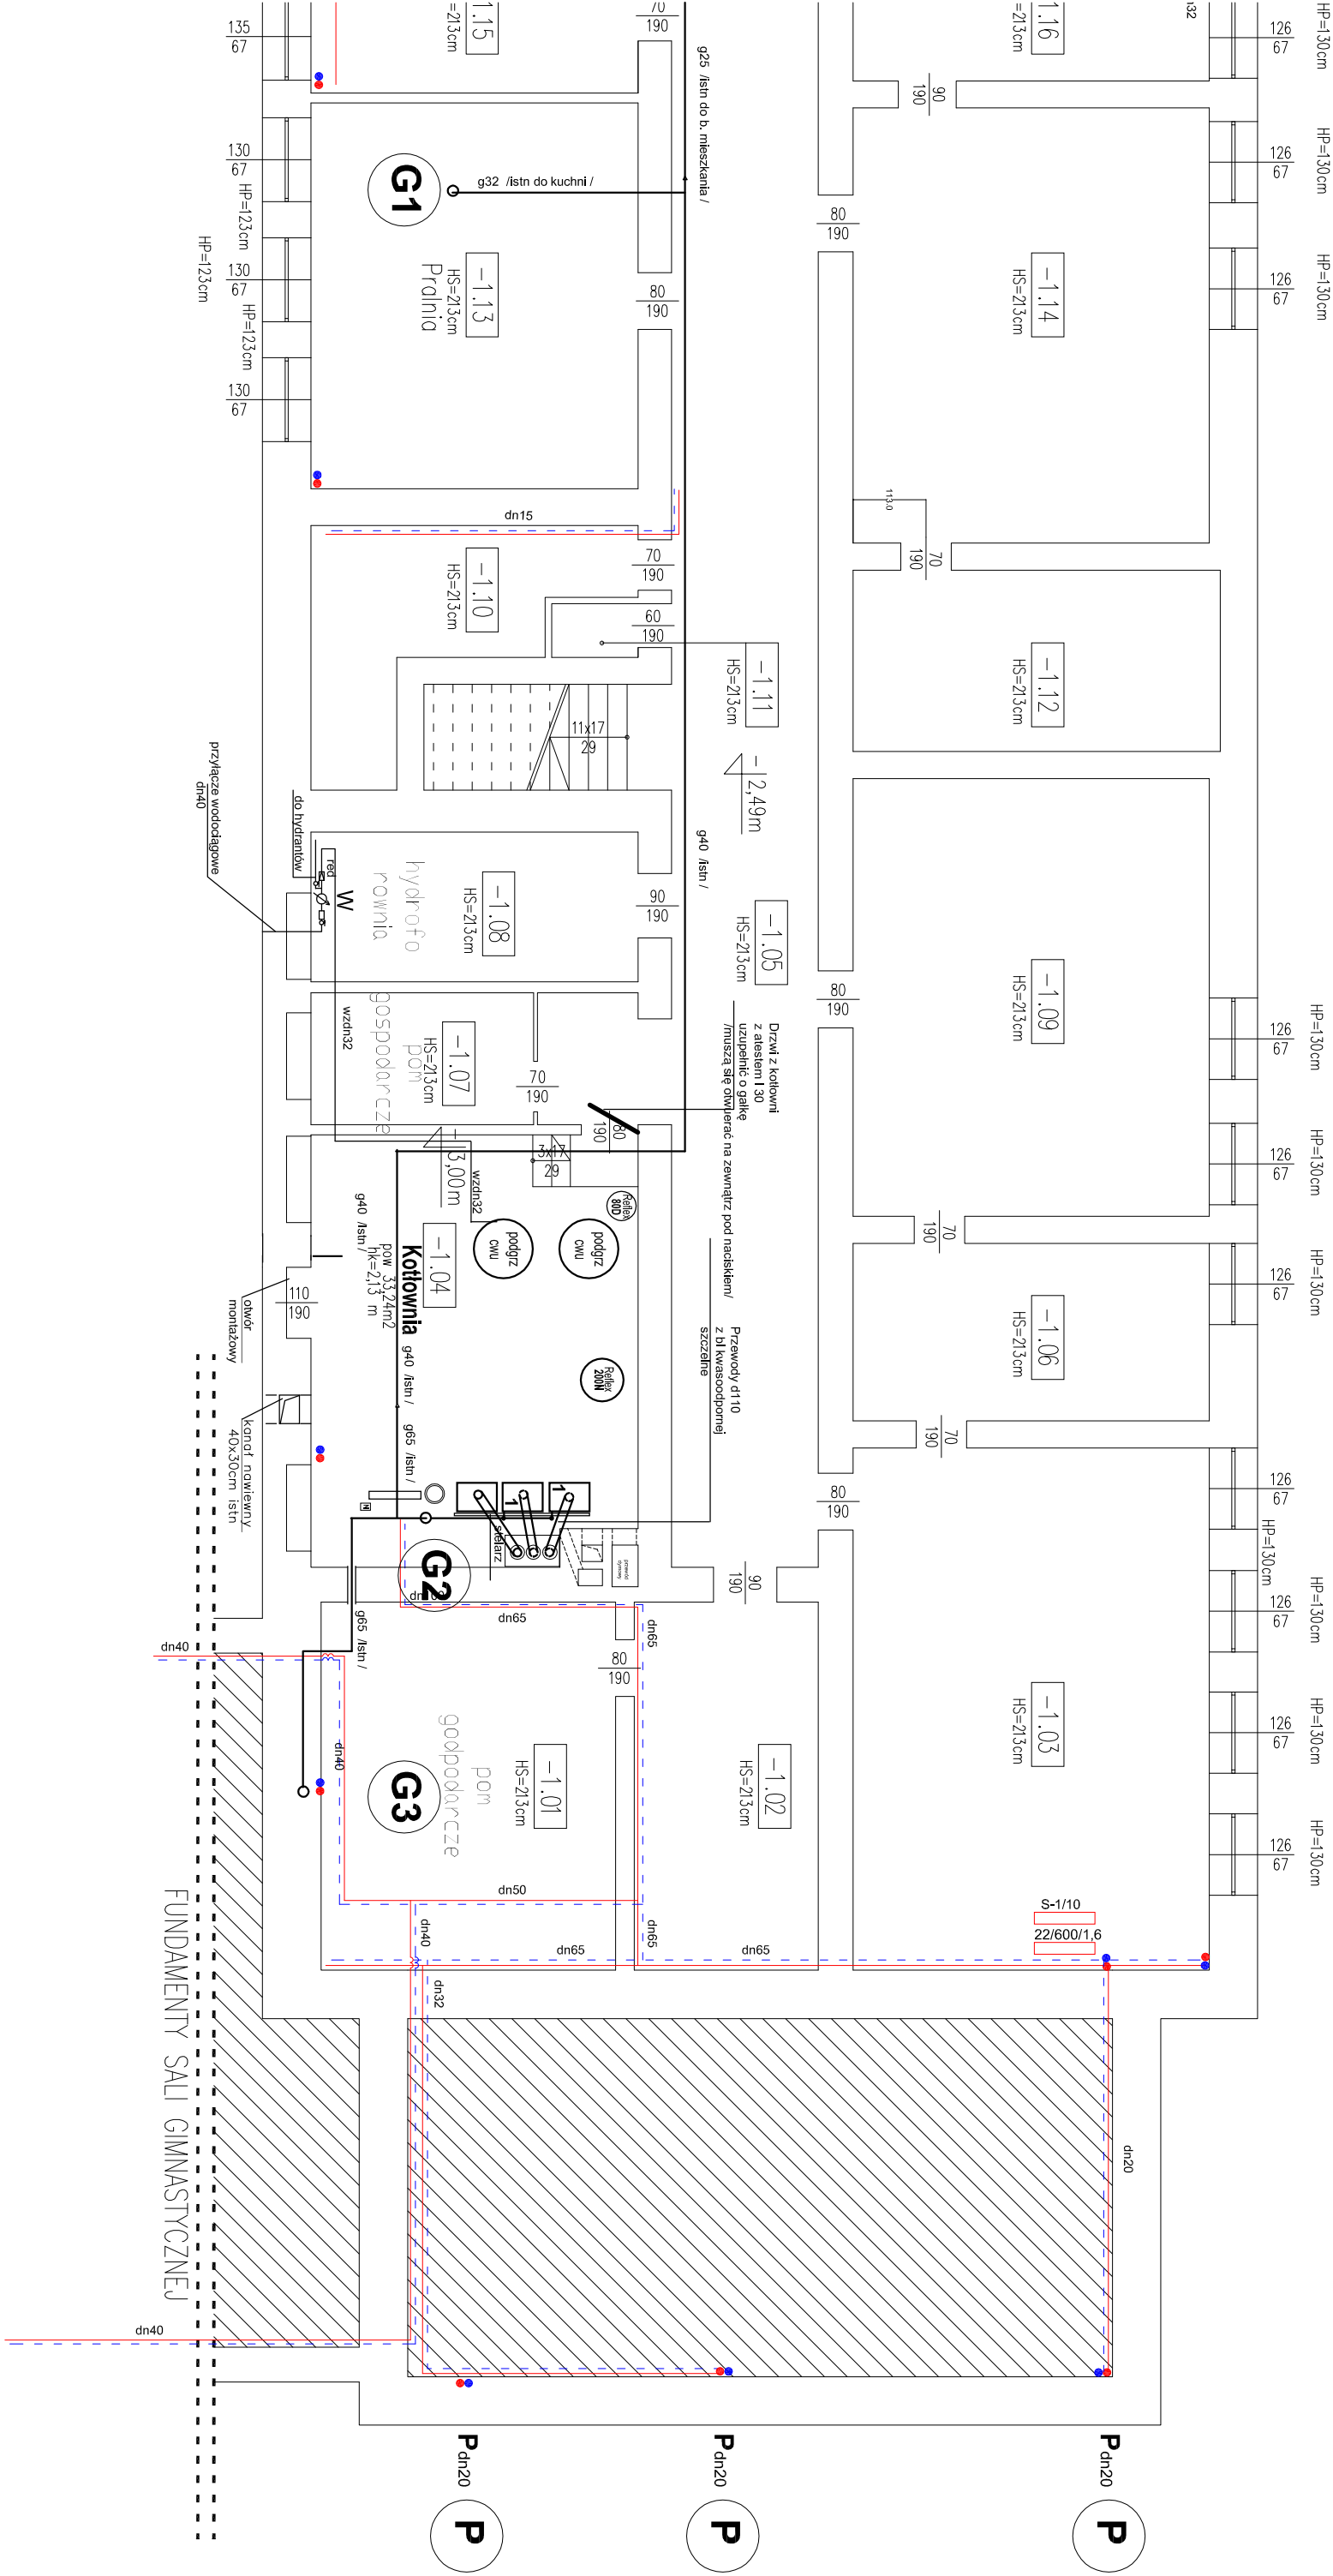 HP=130cm
HP=130cm
HP=130cm
126
67
126
67
126
67
-1.16
=213cm
90
190
-1.14
HS=213cm
80
190
70
190
g25 /istn do b. mieszkania /
-1.15
=213cm
135
67
G1
g32 /istn do kuchni /
-1.13
HS=213cm
Pralnia
80
190
130
67
HP=123cm
130
67
HP=123cm
HP=123cm
130
67
dn15
113.0
70
190
-1.12
HS=213cm
70
190
60
190
-1.10
HS=213cm
-1.11
HS=213cm
11x17
29
-2,49m
g40 /istn /
przyłącze wodociągowe
dn40
do hydrantów
red
W
hydrofo
rownia
-1.08
HS=213cm
90
190
-1.05
HS=213cm
80
190
-1.09
HS=213cm
HP=130cm
126
67
HP=130cm
126
67
HP=130cm
126
67
wzdn32
gospodarcze
pom
-1.07
HS=213cm
70
190
80
190
Drzwi z kotłowni
z atestem I 30
uzupełnić o gałkę
/muszą się otwuerać na zewnątrz pod naciskiem/
3x17
29
-3,00m
wzdn32
Reflex
80D
podgrz
cwu
podgrz
cwu
-1.04
Kotłownia
pow 33,24m2
hk=2,13 m
g40 /istn /
g40 /istn /
g65 /istn /
Reflex
200N
Przewody d110
z bl kwasoodpornej
szczelne
110
190
otwór
montażowy
kanał nawiewny
40x30cm istn
70
190
-1.06
HS=213cm
70
190
80
190
126
67
HP=130cm
126
67
HP=130cm
126
67
HP=130cm
126
67
HP=130cm
1
1
N
stelarz
przewód
dymowy
G2
90
190
g65 /istn /
dn65
dn65
80
190
dn40
dn40
G3
pom
godpodarcze
-1.01
HS=213cm
-1.02
HS=213cm
-1.03
HS=213cm
dn50
dn40
dn65
dn65
dn65
dn32
S-1/10
22/600/1,6
dn20
FUNDAMENTY SALI GIMNASTYCZNEJ
dn40
P dn20
P dn20
P dn20
P
P
P